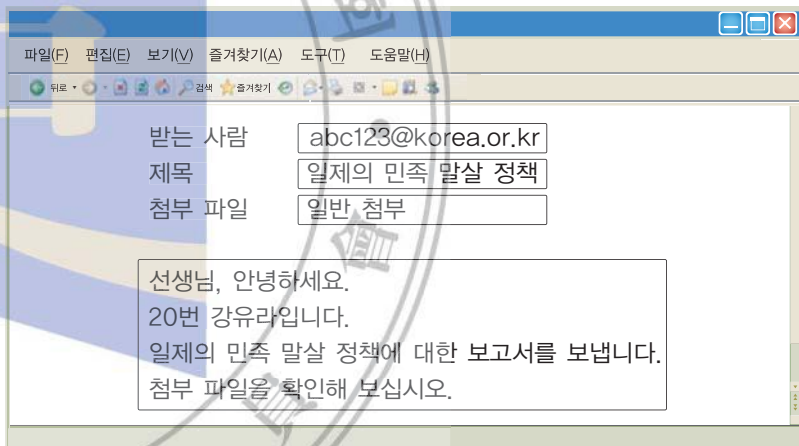 파일(F) 편집(E) 보기(V) 즐겨찾기(A) 도구(T) 도움말(H)
뒤로 검색 즐겨찾기
받는 사람 abc123@korea.or.kr
제목 일제의 민족 말살 정책
첨부 파일 일반 첨부
선생님, 안녕하세요.
20번 강유라입니다.
일제의 민족 말살 정책에 대한 보고서를 보냅니다.
첨부 파일을 확인해 보십시오.
會
員